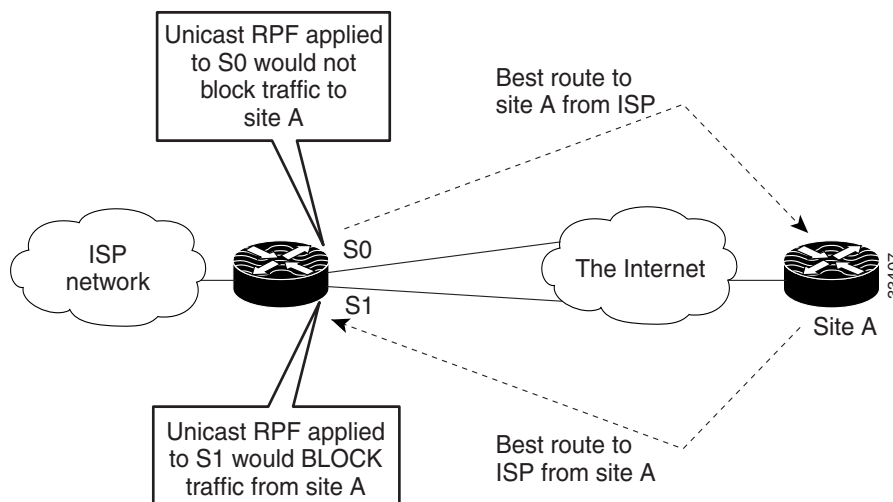 Unicast RPF applied
to S0 would not
block traffic to
site A
Best route to
site A from ISP
ISP
network
S0
S1
The Internet
Site A
33407
Unicast RPF applied
to S1 would BLOCK
traffic from site A
Best route to
ISP from site A